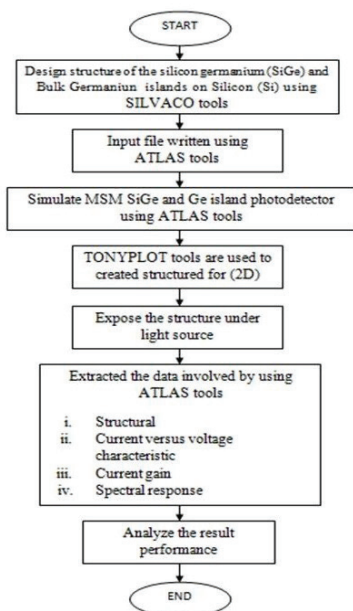 START
Design structure of the silicon germanium (SiGe) and
Bulk Germaniun islands on Silicon (Si) using
SILVACO tools
Input file written using
ATLAS tools
Simulate MSM SiGe and Ge island photodetector
using ATLAS tools
TONYPLOT tools are used to
created structured for (2D)
Expose the structure under
light source
Extracted the data involved by using
ATLAS tools
i. Structural
ii. Current versus voltage
characteristic
iii. Current gain
iv. Spectral response
Analyze the result
performance
END